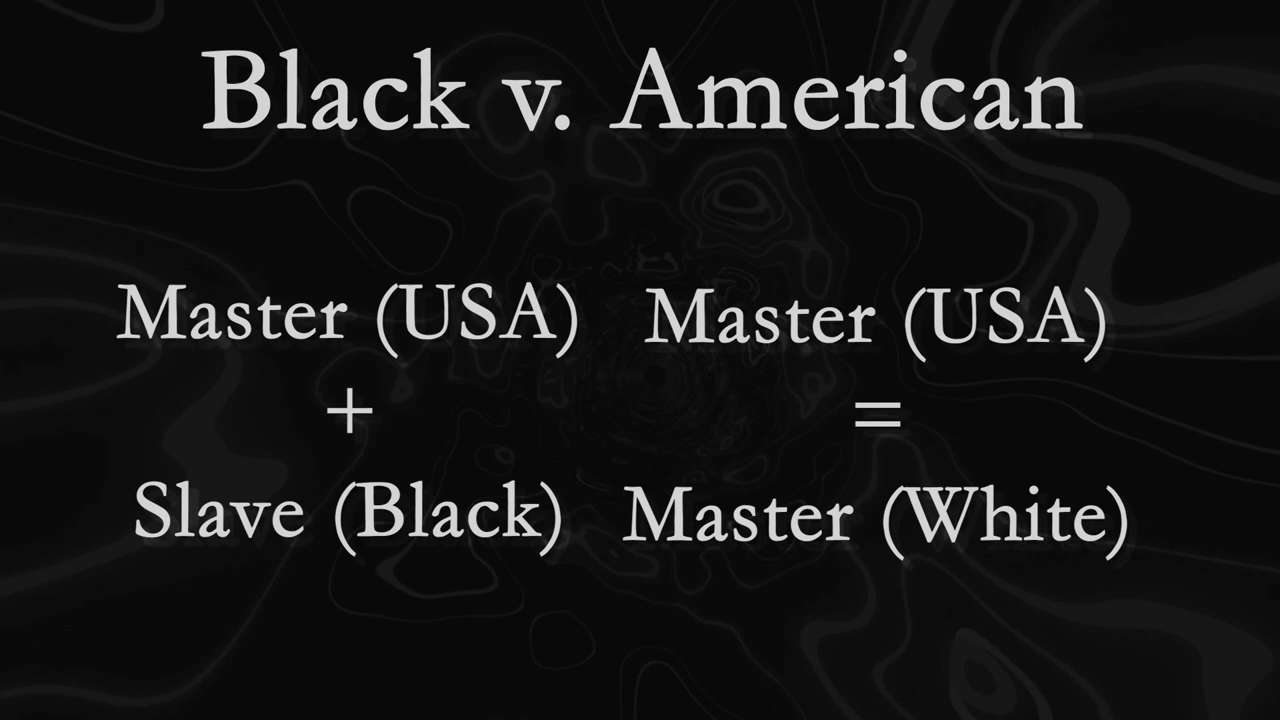 Black v. American
Master (USA)
+
Slave (Black)
Master (USA)
=
Master (White)